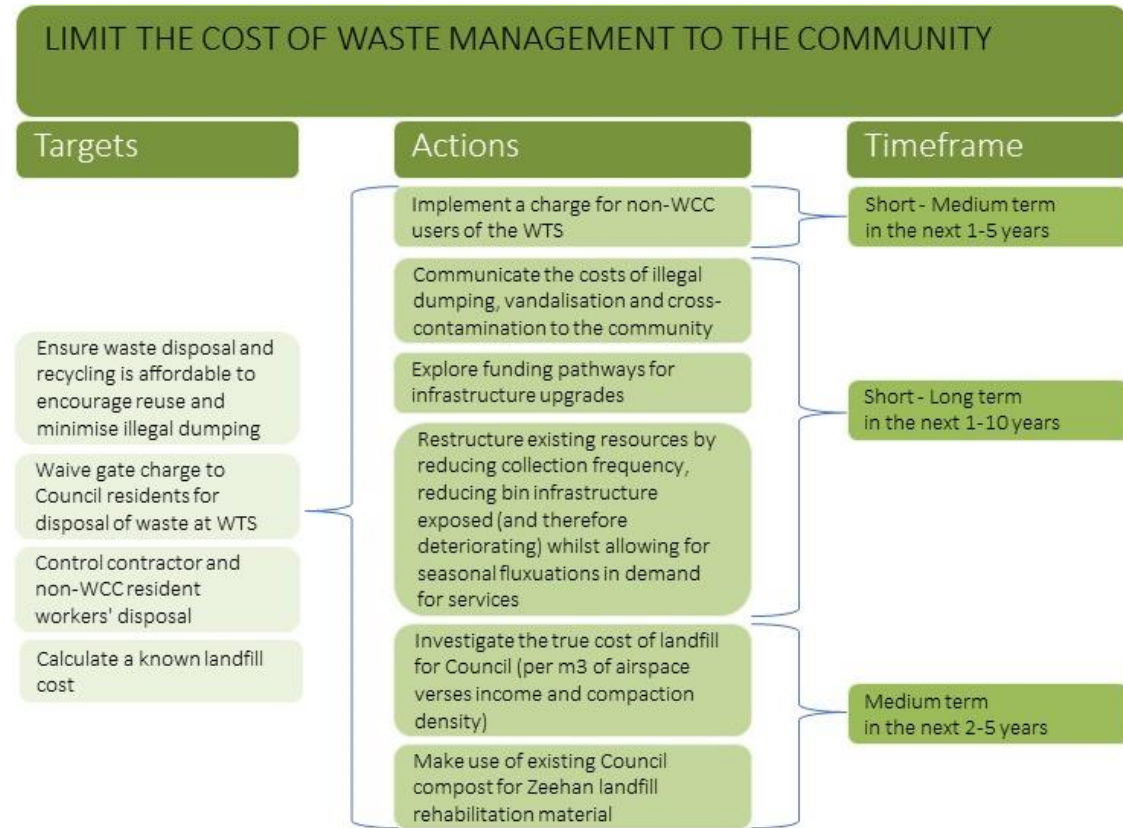 LIMIT THE COST OF WASTE MANAGEMENT TO THE COMMUNITY
Targets
Ensure waste disposal and
recycling is affordable to
encourage reuse and
minimise illegal dumping
Waive gate charge to
Council residents for
disposal of waste at WTS
Control contractor and
non-WCC resident
workers' disposal
Calculate a known landfill
cost
Actions
Implement a charge for non-WCC
users of the WTS
Communicate the costs of illegal
dumping, vandalisation and cross-
contamination to the community
Explore funding pathways for
infrastructure upgrades
Restructure existing resources by
reducing collection frequency,
reducing bin infrastructure
exposed (and therefore
deteriorating) whilst allowing for
seasonal fluxuations in demand
for services
Investigate the true cost of landfill
for Council (per m3 of airspace
verses income and compaction
density)
Make use of existing Council
compost for Zeehan landfill
rehabilitation material
Timeframe
Short - Medium term
in the next 1-5 years
Short - Long term
in the next 1-10 years
Medium term
in the next 2-5 years